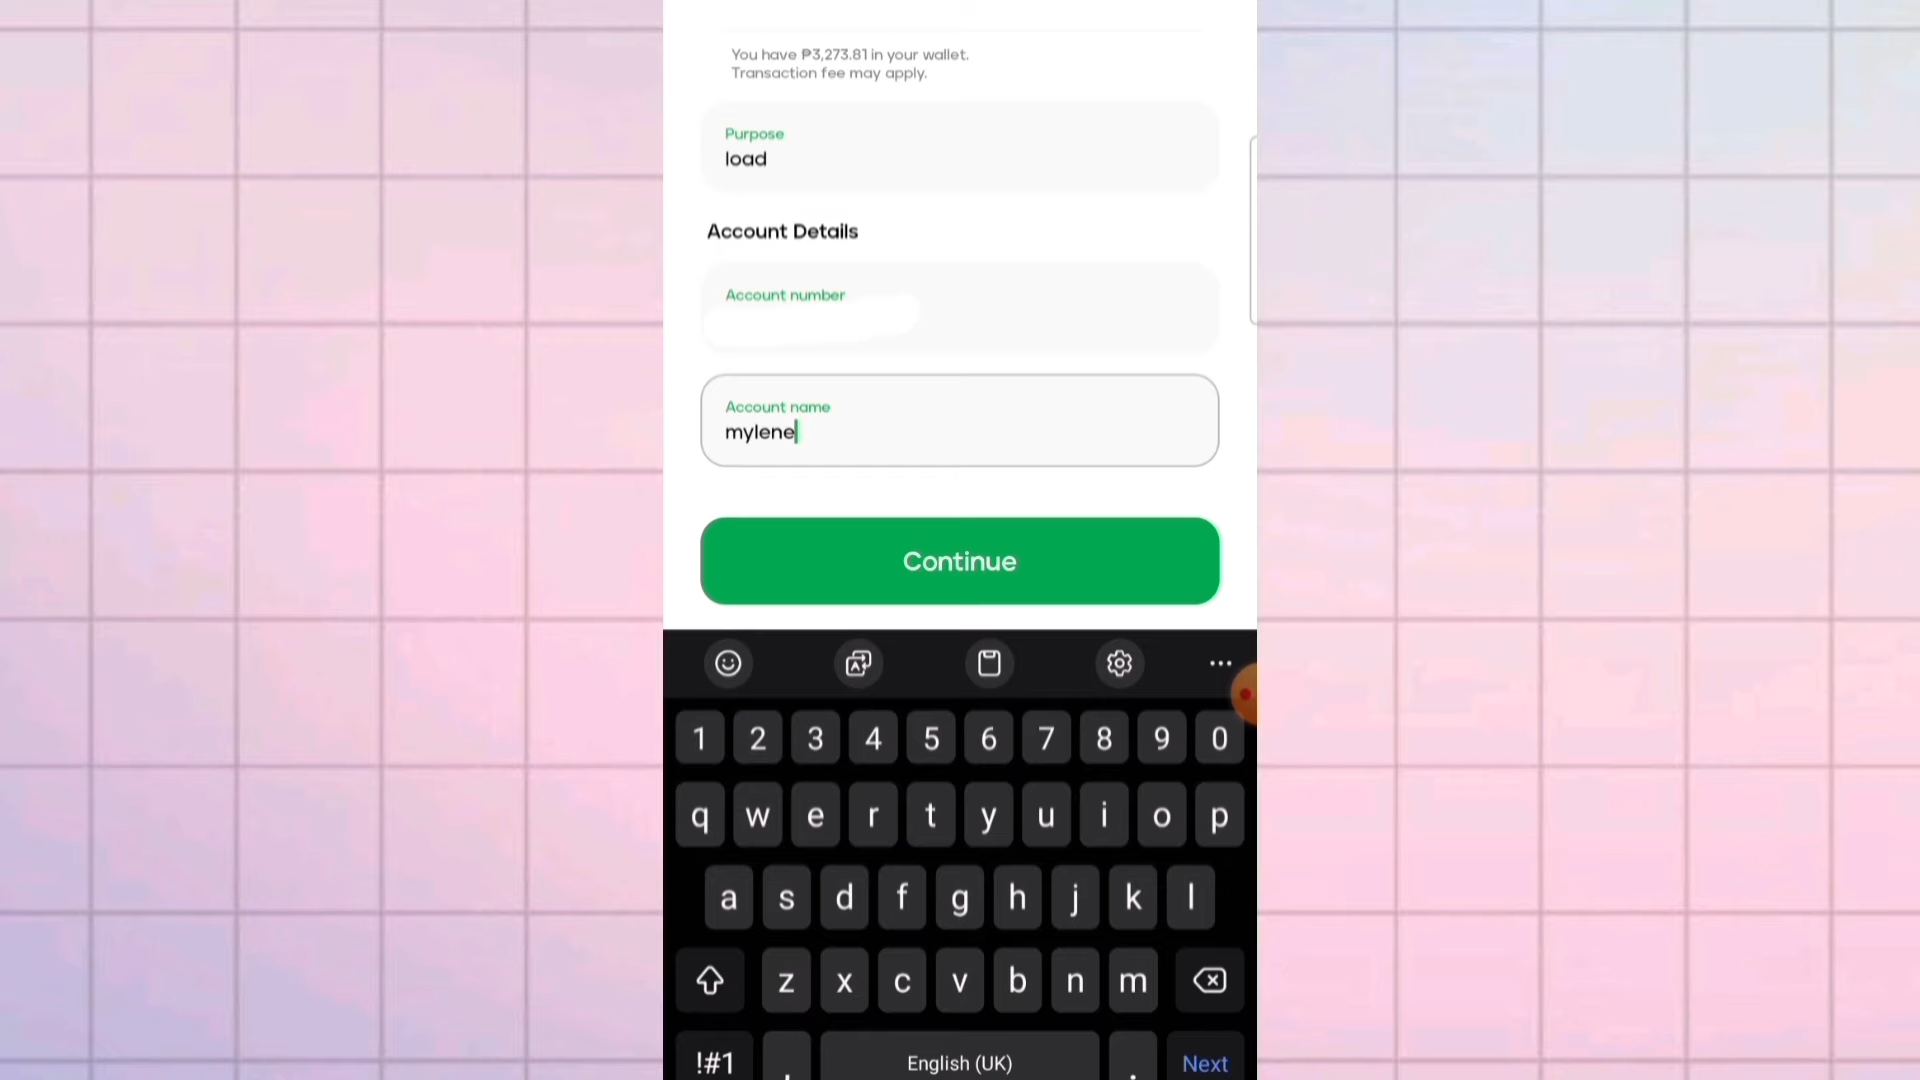 You have ₱3,273.81 in your wallet.
Transaction fee may apply.
Purpose
load
Account Details
Account number
Account name
mylene
Continue
1 2 3 4 5 6 7 8 9 0
q w e r t y u i o p
a s d f g h j k l
z x c v b n m
!#1 , English (UK) . Next